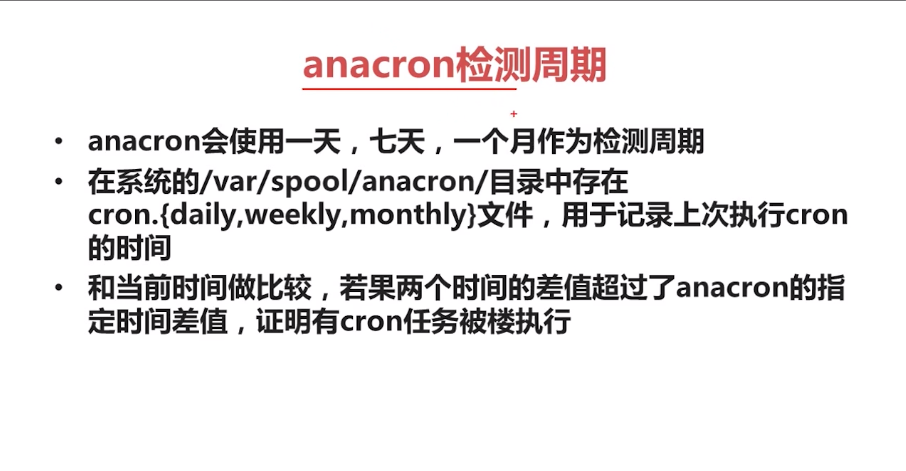 anacron检测周期
• anacron会使用一天，七天，一个月作为检测周期
• 在系统的/var/spool/anacron/目录中存在
cron.{daily,weekly,monthly}文件，用于记录上次执行cron
的时间
• 和当前时间做比较，若果两个时间的差值超过了anacron的指
定时间差值，证明有cron任务被楼执行